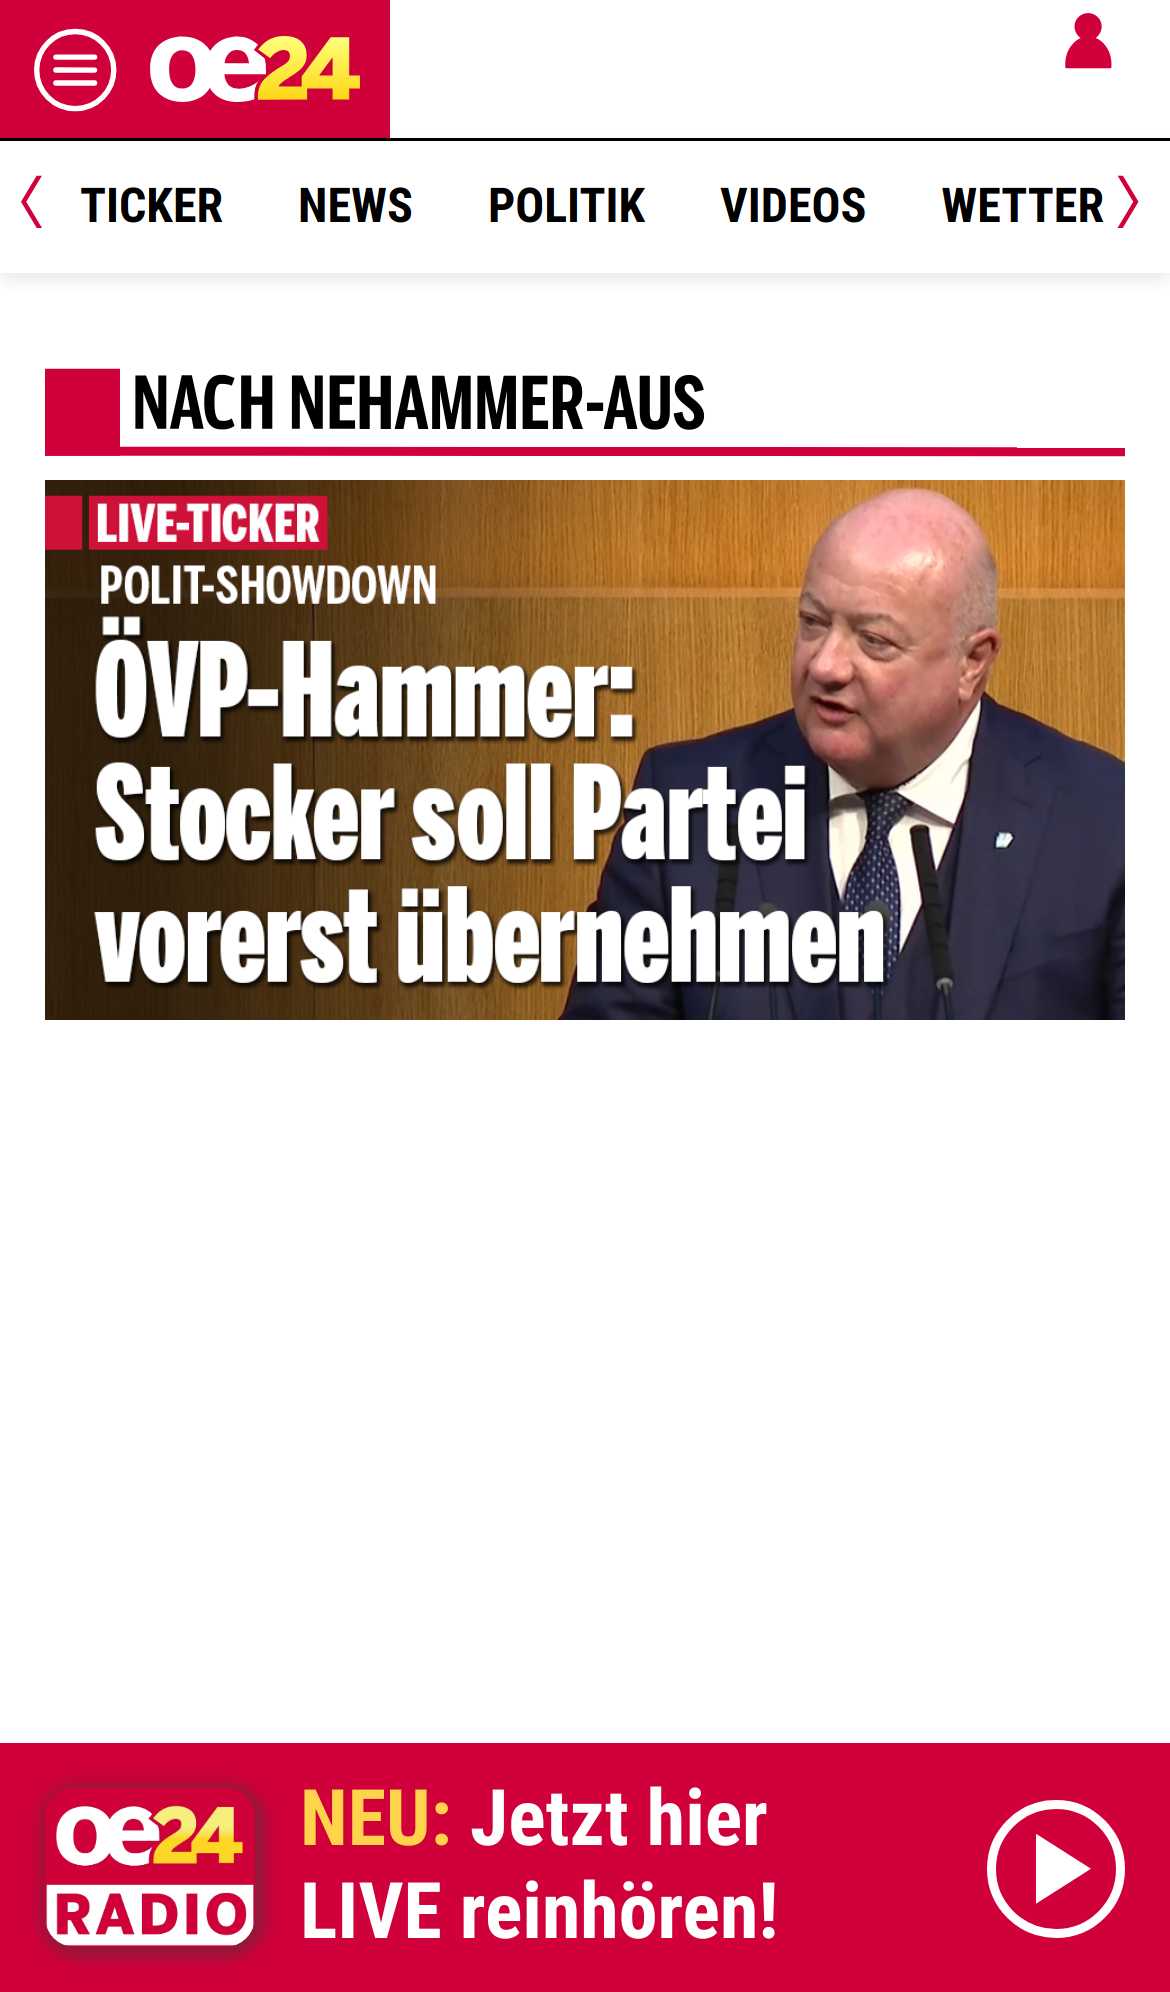 oe24
TICKER NEWS POLITIK VIDEOS WETTER
NACH NEHAMMER-AUS
LIVE-TICKER
POLIT-SHOWDOWN
ÖVP-Hammer:
Stocker soll Partei
vorerst übernehmen
oe24
RADIO
NEU: Jetzt hier
LIVE reinhören!